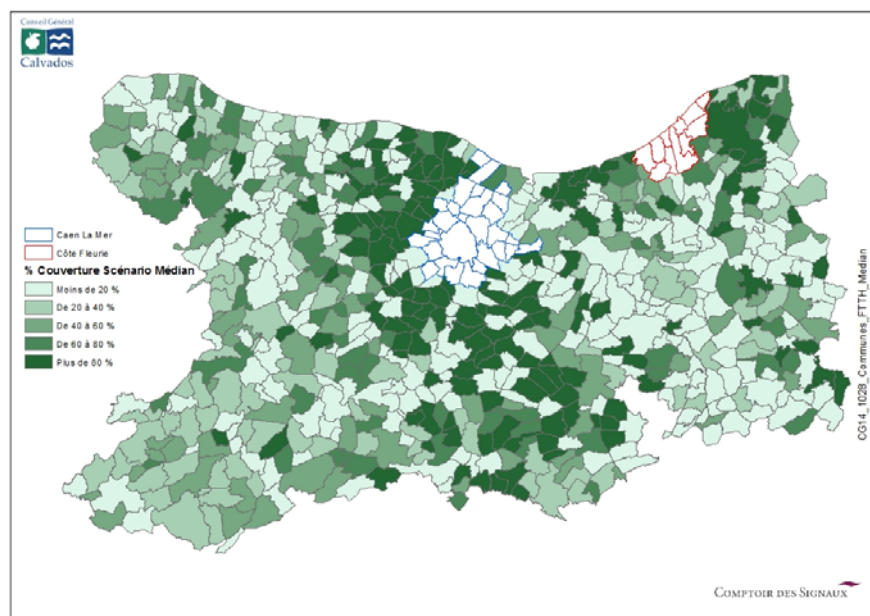 Conseil Général
Calvados
Caen La Mer
Côte Fleurie
% Couverture Scénario Médian
Moins de 20 %
De 20 à 40 %
De 40 à 60 %
De 60 à 80 %
Plus de 80 %
CG14_102B_Communes_FTTH_Median
COMPTOIR DES SIGNAUX